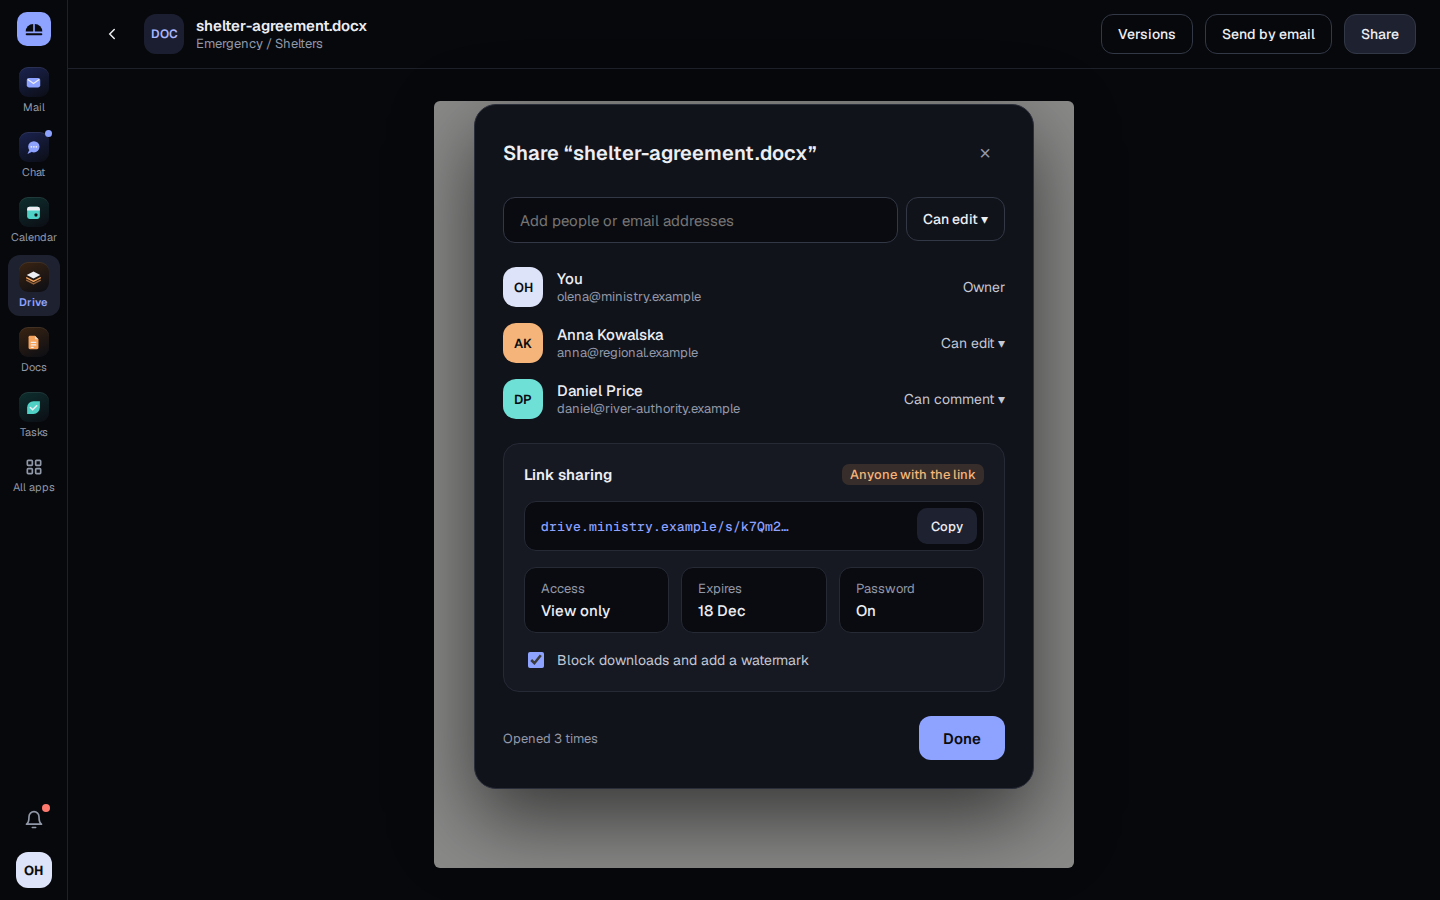 DOC
shelter-agreement.docx
Emergency / Shelters
Versions
Send by email
Share
Mail
Chat
Calendar
Drive
Docs
Tasks
All apps
OH
Share “shelter-agreement.docx”
×
Add people or email addresses
Can edit ▾
OH
You
olena@ministry.example
Owner
AK
Anna Kowalska
anna@regional.example
Can edit ▾
DP
Daniel Price
daniel@river-authority.example
Can comment ▾
Link sharing
Anyone with the link
drive.ministry.example/s/k7Qm2…
Copy
Access
View only
Expires
18 Dec
Password
On
Block downloads and add a watermark
Opened 3 times
Done